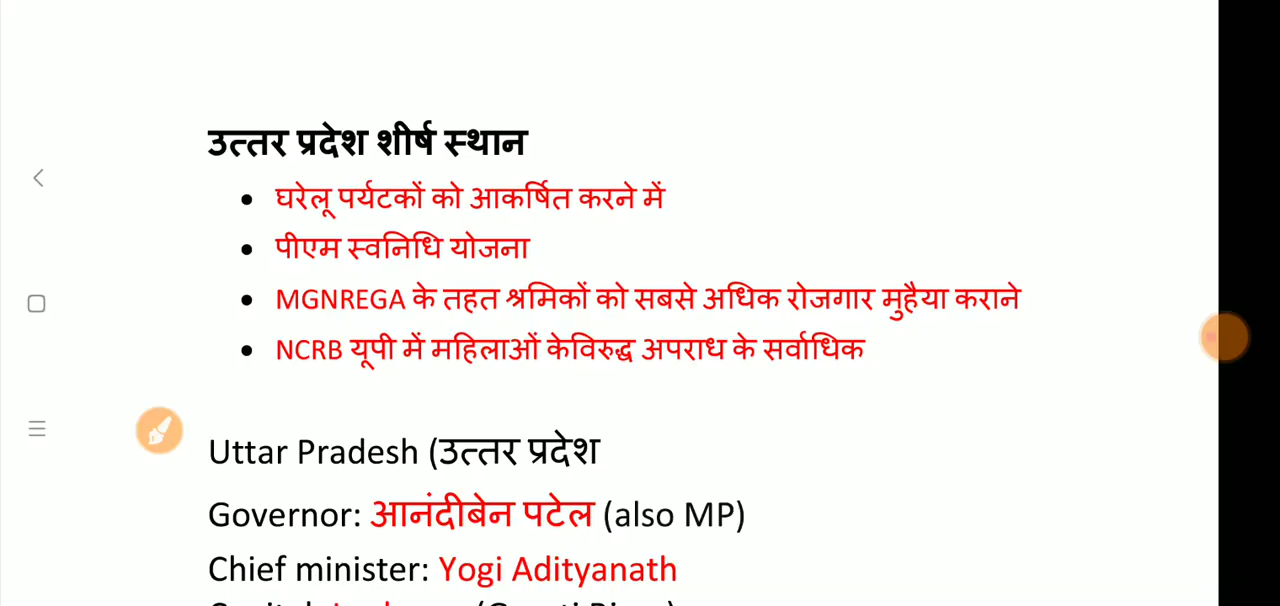 उत्तर प्रदेश शीर्ष स्थान
• घरेलू पर्यटकों को आकर्षित करने में
• पीएम स्वनिधि योजना
• MGNREGA के तहत श्रमिकों को सबसे अधिक रोजगार मुहैया कराने
• NCRB यूपी में महिलाओं केविरुद्ध अपराध के सर्वाधिक
Uttar Pradesh (उत्तर प्रदेश
Governor: आनंदीबेन पटेल (also MP)
Chief minister: Yogi Adityanath